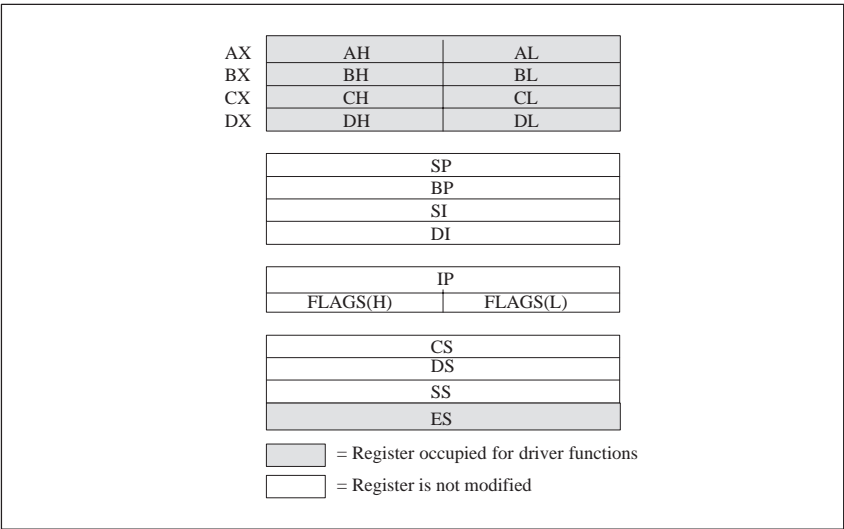 AX AH AL
BX BH BL
CX CH CL
DX DH DL
SP
BP
SI
DI
IP
FLAGS(H) FLAGS(L)
CS
DS
SS
ES
= Register occupied for driver functions
= Register is not modified